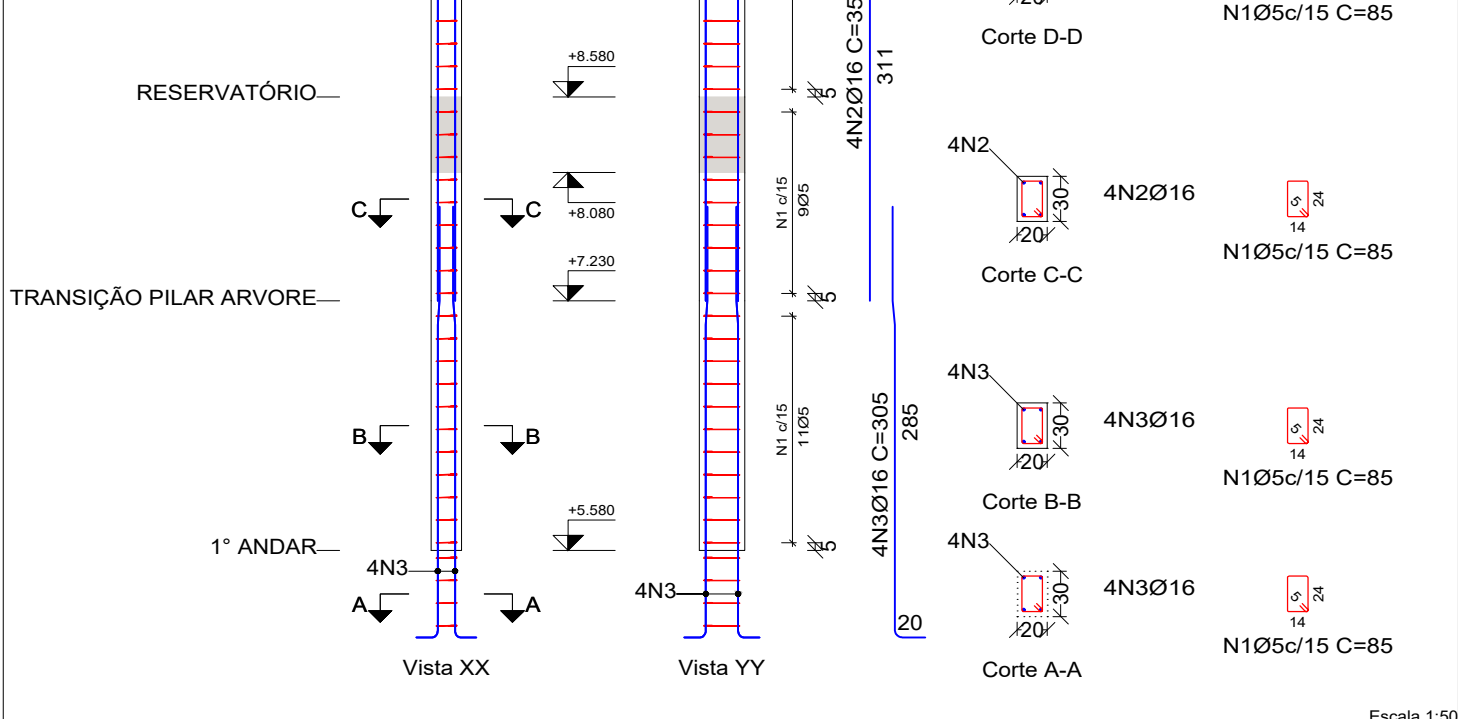 N1Ø5c/15 C=85
Corte D-D
+8.580
RESERVATÓRIO
5
311
4N2
4N2Ø16
30
20
5
24
14
N1Ø5c/15 C=85
Corte C-C
N1 c/15
9Ø5
C
C
+8.080
+7.230
TRANSIÇÃO PILAR ARVORE
5
4N3
4N3Ø16
30
20
5
24
14
N1Ø5c/15 C=85
Corte B-B
N1 c/15
11Ø5
4N3Ø16 C=305
285
B
B
+5.580
1° ANDAR
5
4N3
4N3
4N3
4N3Ø16
30
20
5
24
14
N1Ø5c/15 C=85
Corte A-A
A
A
20
Vista XX
Vista YY
Escala 1:50